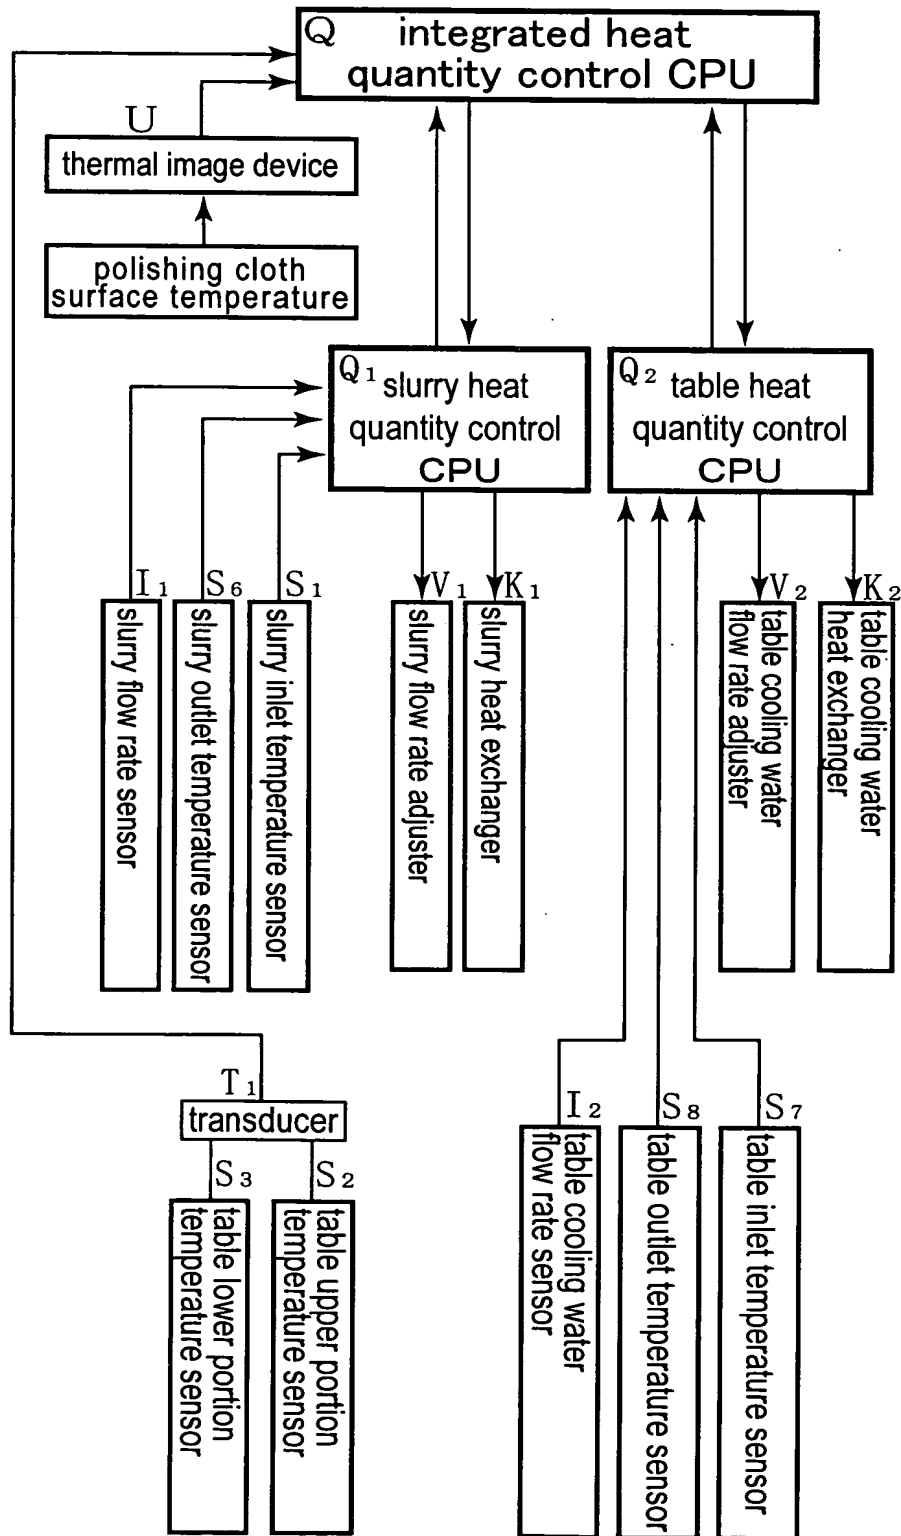 Q integrated heat
quantity control CPU
U
thermal image device
polishing cloth
surface temperature
Q1 slurry heat
quantity control
CPU
Q2 table heat
quantity control
CPU
I1
slurry flow rate sensor
S6
slurry outlet temperature sensor
S1
slurry inlet temperature sensor
V1
slurry flow rate adjuster
K1
slurry heat exchanger
V2
table cooling water
flow rate adjuster
K2
table cooling water
heat exchanger
T1
transducer
S3
table lower portion
temperature sensor
S2
table upper portion
temperature sensor
I2
table cooling water
flow rate sensor
S8
table outlet temperature sensor
S7
table inlet temperature sensor